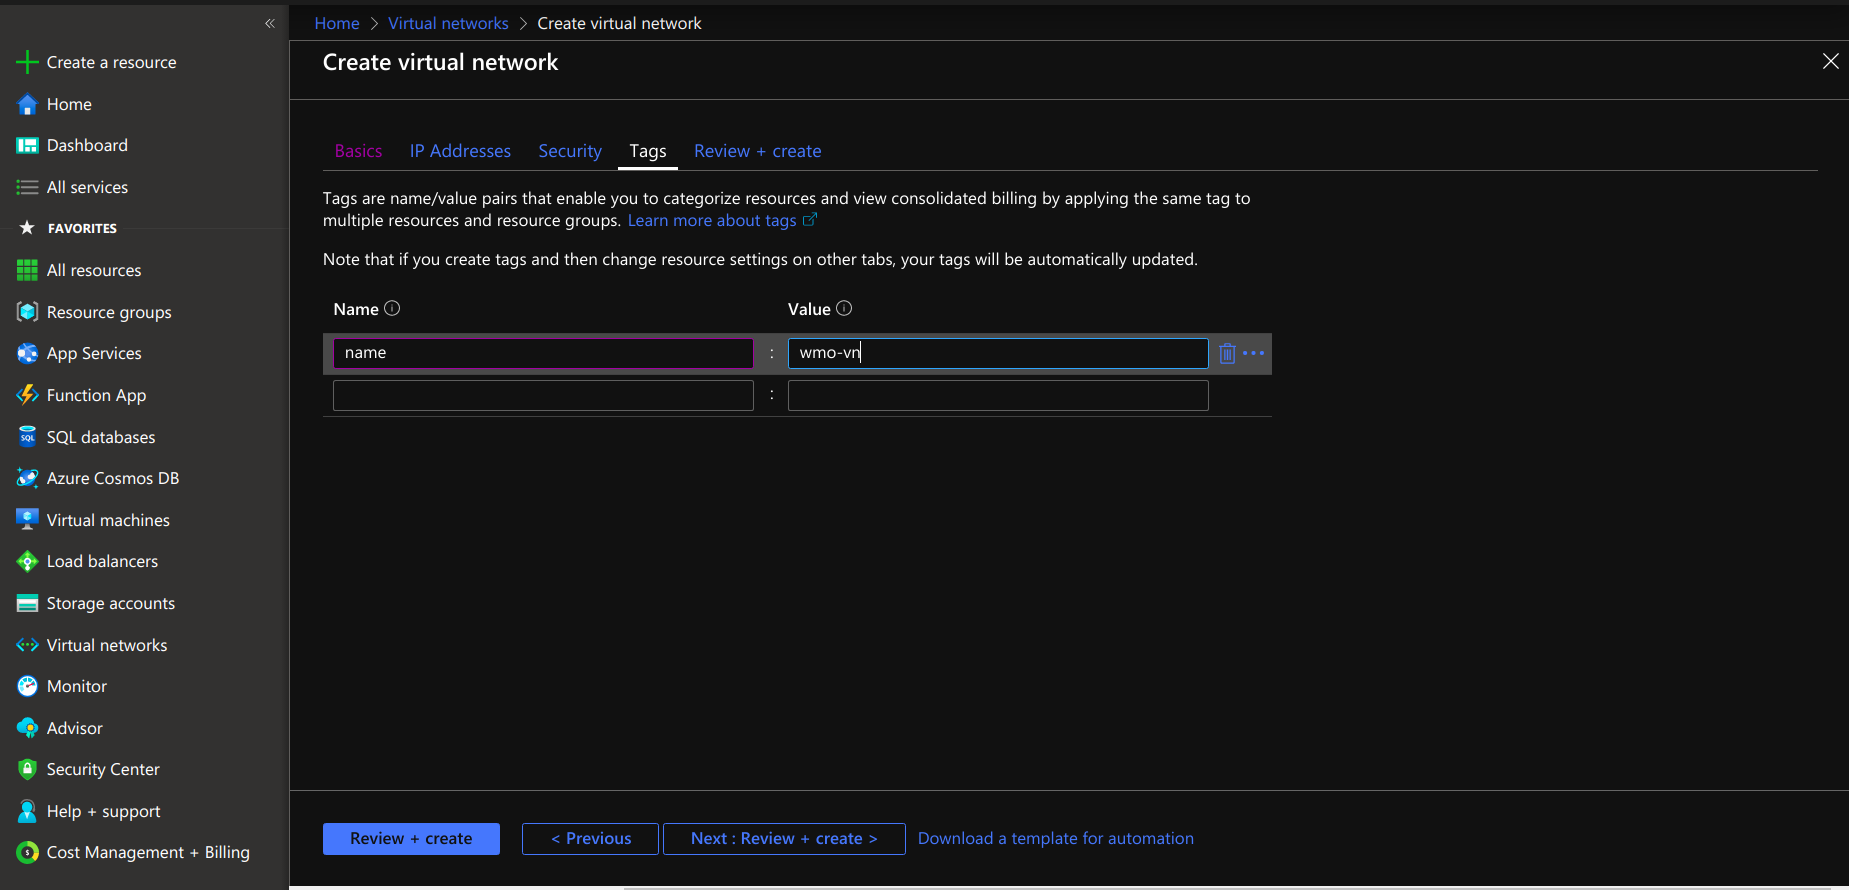 «
Create a resource
Home
Dashboard
All services
FAVORITES
All resources
Resource groups
App Services
Function App
SQL databases
Azure Cosmos DB
Virtual machines
Load balancers
Storage accounts
Virtual networks
Monitor
Advisor
Security Center
Help + support
Cost Management + Billing
Home > Virtual networks > Create virtual network
Create virtual network
Basics IP Addresses Security Tags Review + create
Tags are name/value pairs that enable you to categorize resources and view consolidated billing by applying the same tag to
multiple resources and resource groups. Learn more about tags
Note that if you create tags and then change resource settings on other tabs, your tags will be automatically updated.
Name Value
name : wmo-vn
:
Review + create < Previous Next : Review + create > Download a template for automation